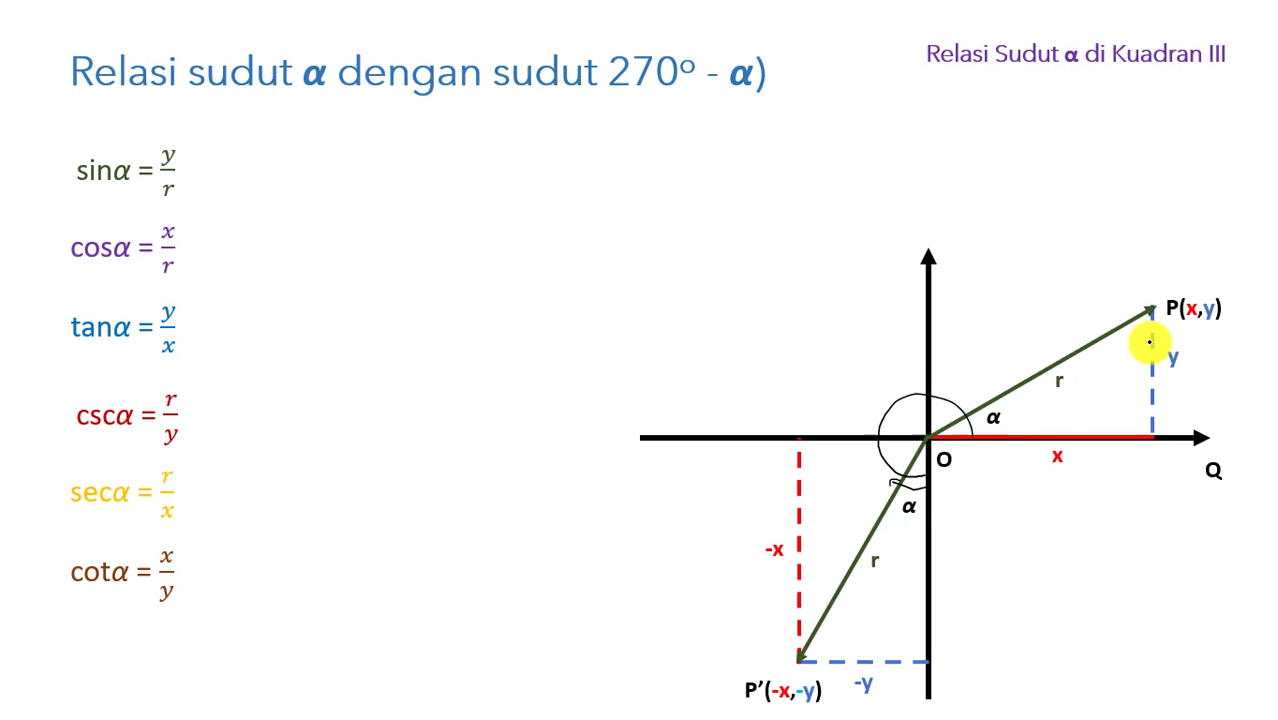 Relasi sudut α dengan sudut 270° - α)
Relasi Sudut α di Kuadran III
sinα = y/r
cosα = x/r
tanα = y/x
cscα = r/y
secα = r/x
cotα = x/y
P(x,y)
y
r
α
O
x
Q
α
-x
r
-y
P’(-x,-y)